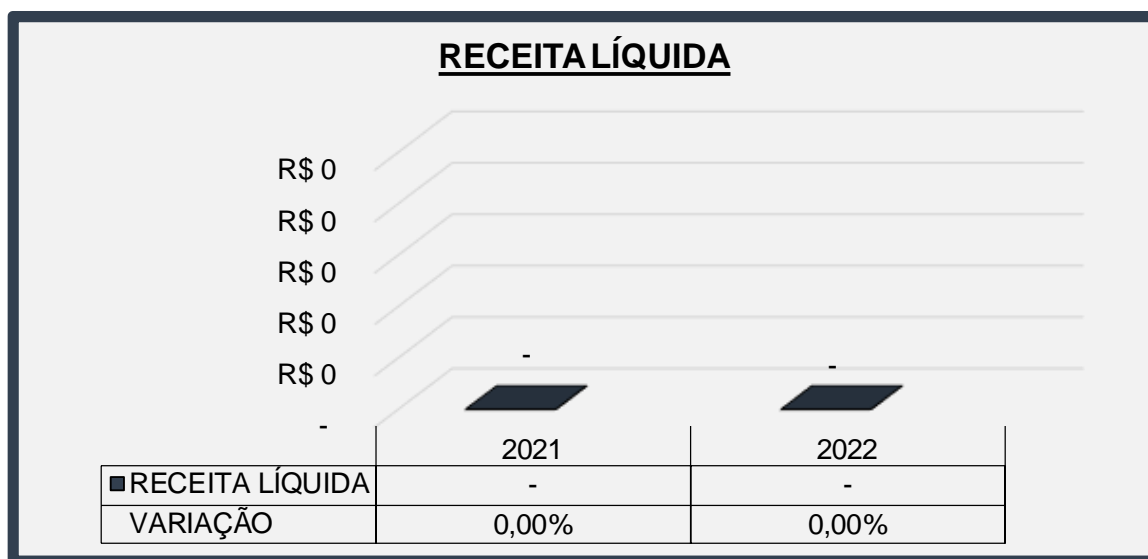 RECEITA LÍQUIDA
R$ 0
R$ 0
R$ 0
R$ 0
R$ 0
-
- -
2021 2022
RECEITA LÍQUIDA - -
VARIAÇÃO 0,00% 0,00%